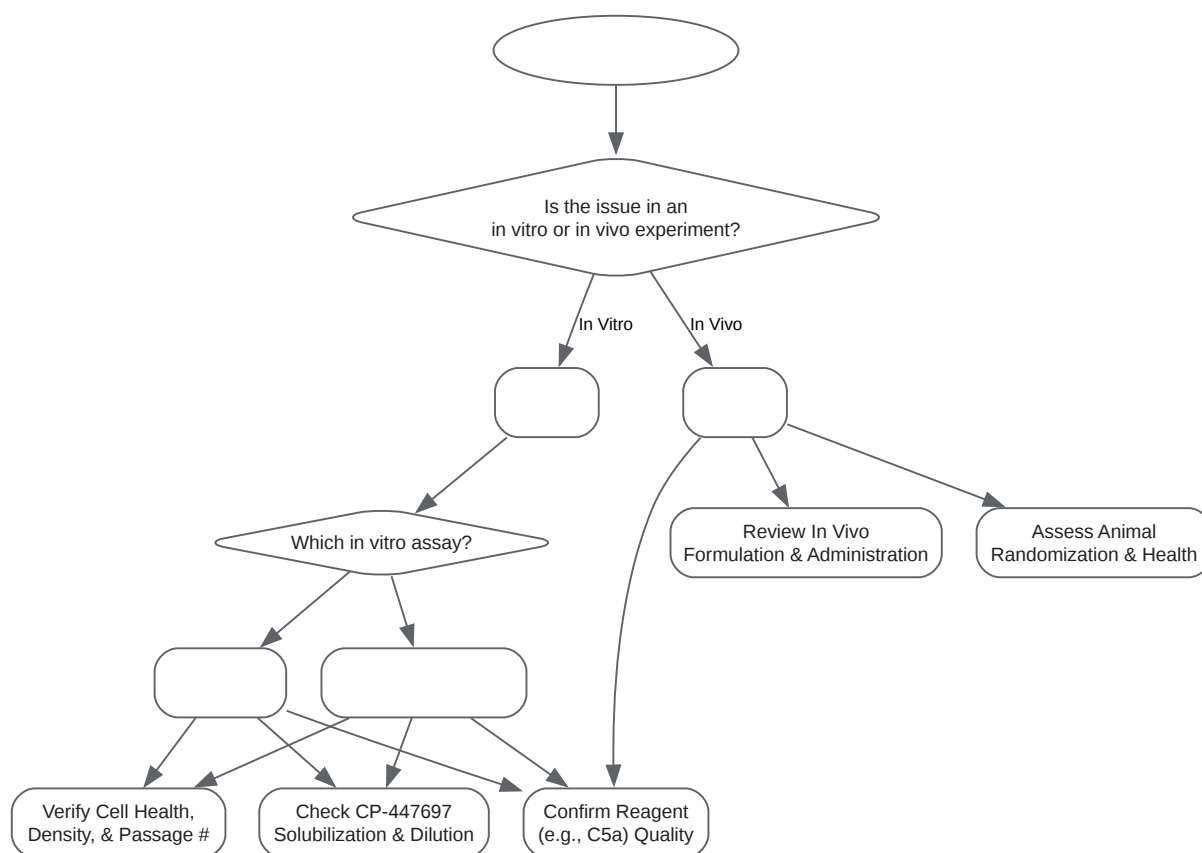 Is the issue in an
in vitro or in vivo experiment?
In Vitro
In Vivo
Review In Vivo
Formulation & Administration
Assess Animal
Randomization & Health
Which in vitro assay?
Verify Cell Health,
Density, & Passage #
Check CP-447697
Solubilization & Dilution
Confirm Reagent
(e.g., C5a) Quality